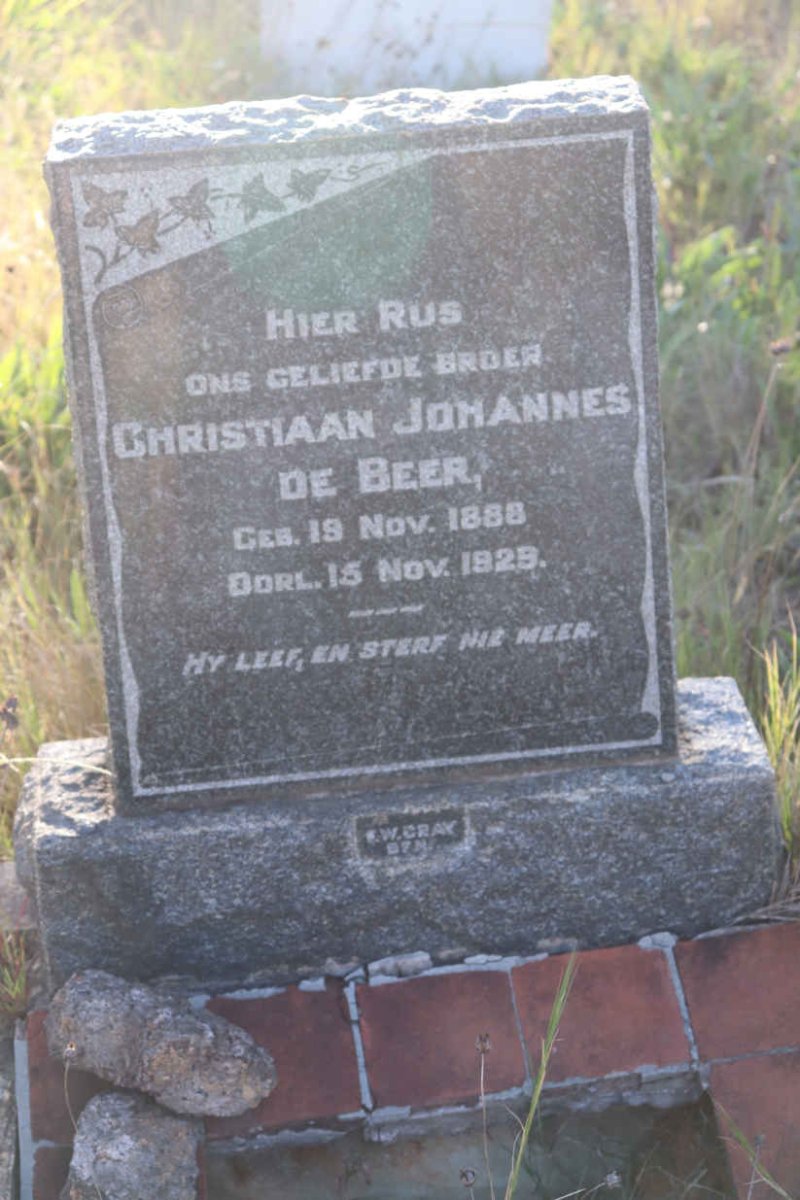 HIER RUS
ONS GELIEFDE BROER
CHRISTIAAN JOHANNES
DE BEER,
GEB. 19 NOV. 1888
OORL. 15 NOV. 1929.
HY LEEF, EN STERF NIE MEER.
W. GRAY